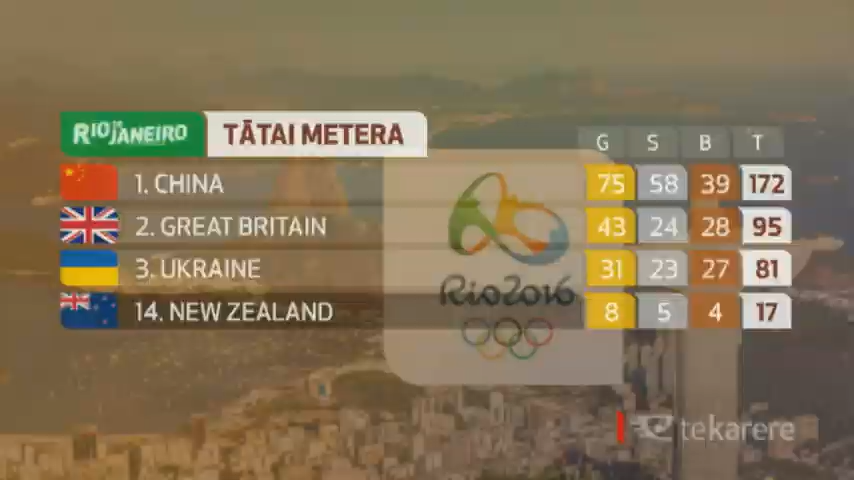 RIO DE JANEIRO TĀTAI METERA
G S B T
1. CHINA 75 58 39 172
2. GREAT BRITAIN 43 24 28 95
3. UKRAINE 31 23 27 81
14. NEW ZEALAND 8 5 4 17
Rio2016
tekarere